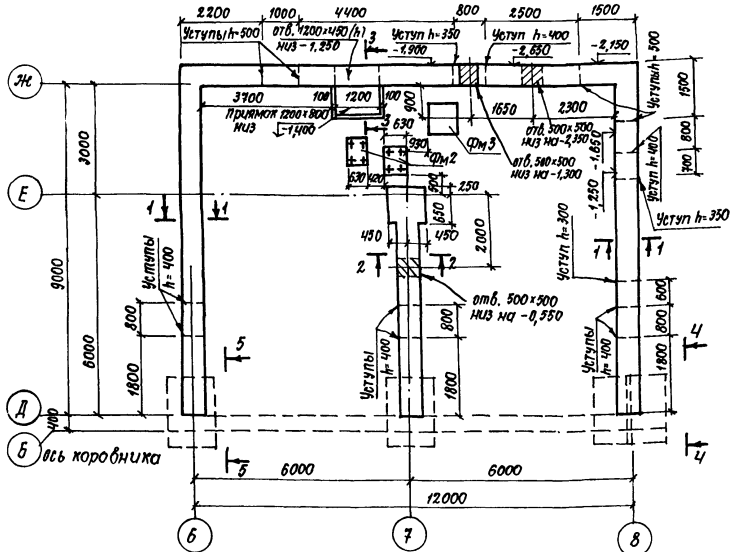 2200 1000 4400 800 2500 1500
Уступы h=500
отв. 1200×450(h)
низ -1,250
3
-1,900
Уступ h=350
Уступ h=400
-2,650
-2,150
Уступы h=500
1500
Ж
3700
100 1200 100
Приямок 1200×800
низ
-1,400
3
630
900
1650
2300
отв. 500×500
низ на -2,350
Фм3
930
Фм2
отв. 500×500
низ на -1,300
-1,650
-1,250
Уступ h=400
800
700
Уступ h=350
3000
Е
630 420
900
250
650
1 1
450 450
2000
2 2
Уступ h=300
1 1
9000
6000
Уступы
h=400
800
1800
отв. 500×500
низ на -0,550
Уступы
h=400
800
1800
Уступы
h=400
600
800
1800
5
4
Д
400
Б
ось коровника
5
4
6000 6000
12000
6 7 8